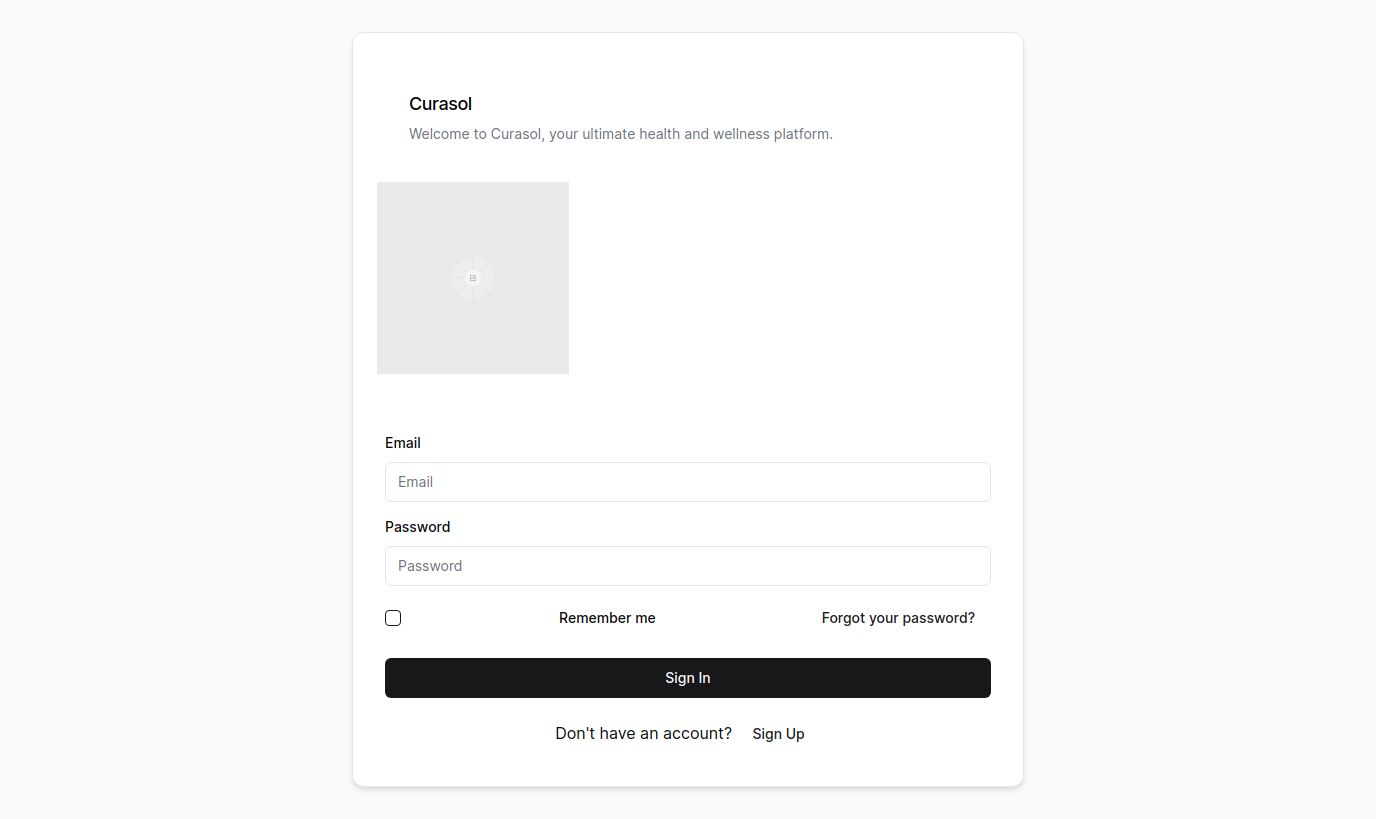 Curasol
Welcome to Curasol, your ultimate health and wellness platform.
Email
Email
Password
Password
Remember me
Forgot your password?
Sign In
Don't have an account? Sign Up